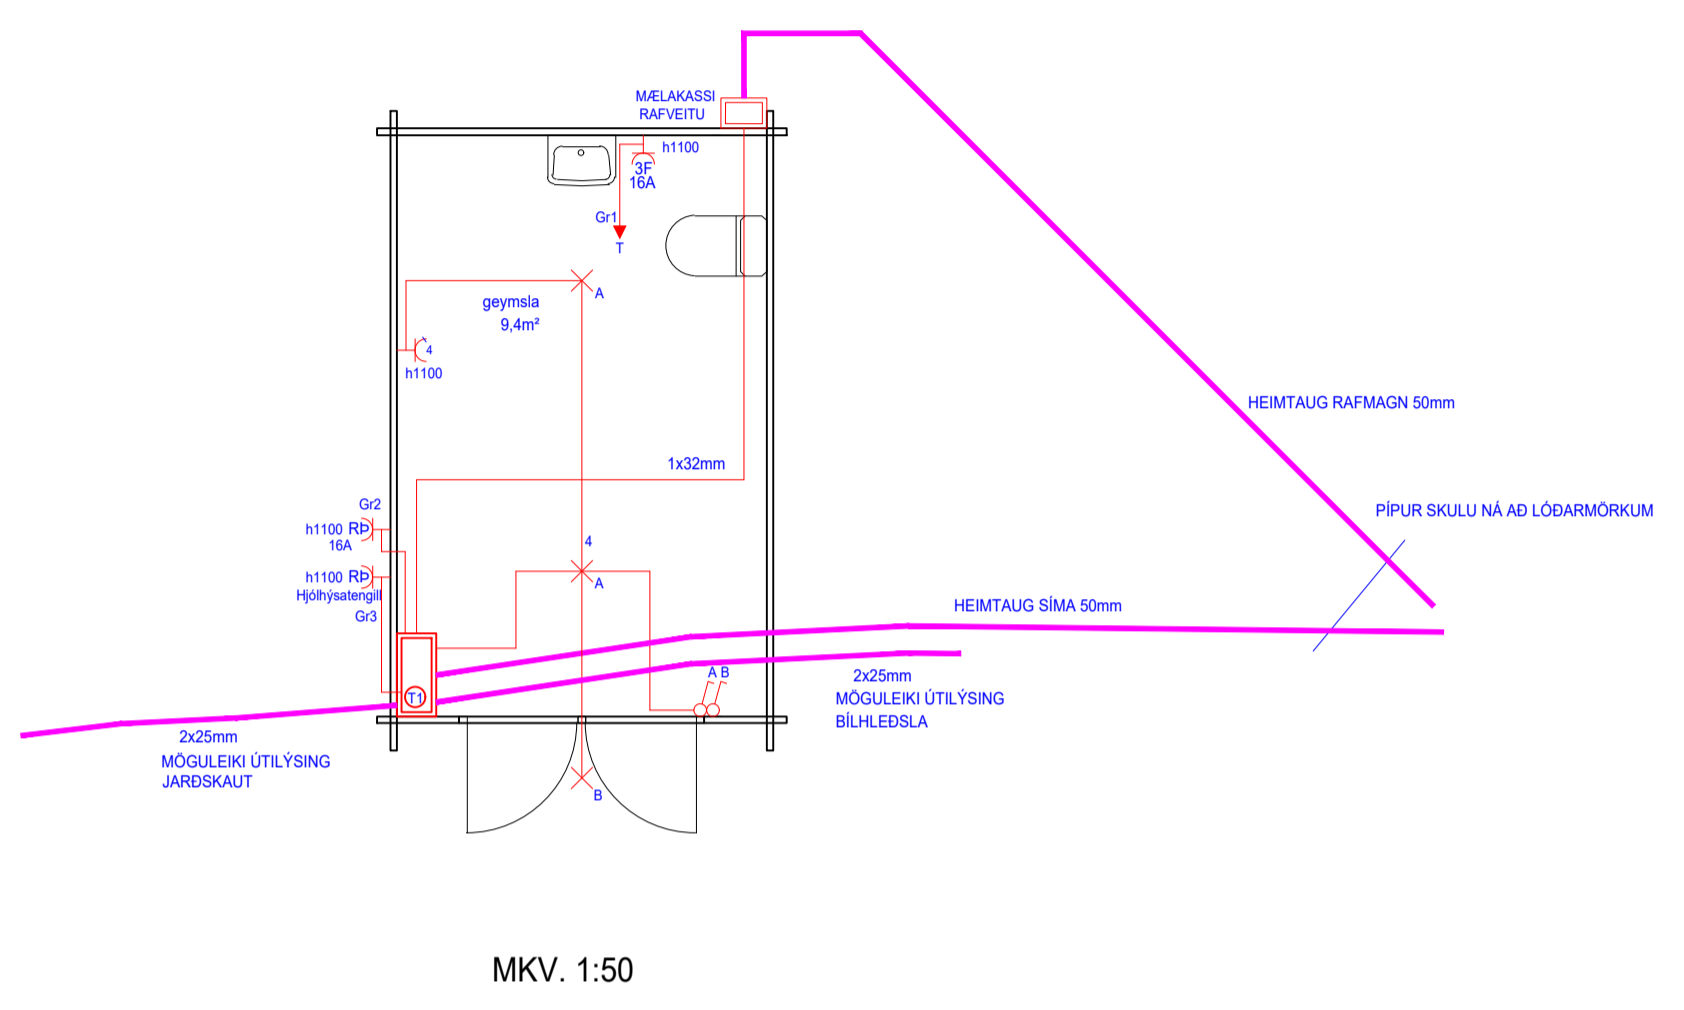 MÆLAKASSI
RAFVEITU
h1100
3F
16A
Gr1
T
A
geymsla
9,4m²
4
h1100
HEIMTAUG RAFMAGN 50mm
1x32mm
Gr2
h1100 RÞ
16A
PÍPUR SKULU NÁ AÐ LÓÐARMÖRKUM
4
A
h1100 RÞ
Hjólhýsatengill
Gr3
HEIMTAUG SÍMA 50mm
A B
2x25mm
MÖGULEIKI ÚTILÝSING
BÍLHLEÐSLA
T1
2x25mm
MÖGULEIKI ÚTILÝSING
JARÐSKAUT
B
MKV. 1:50